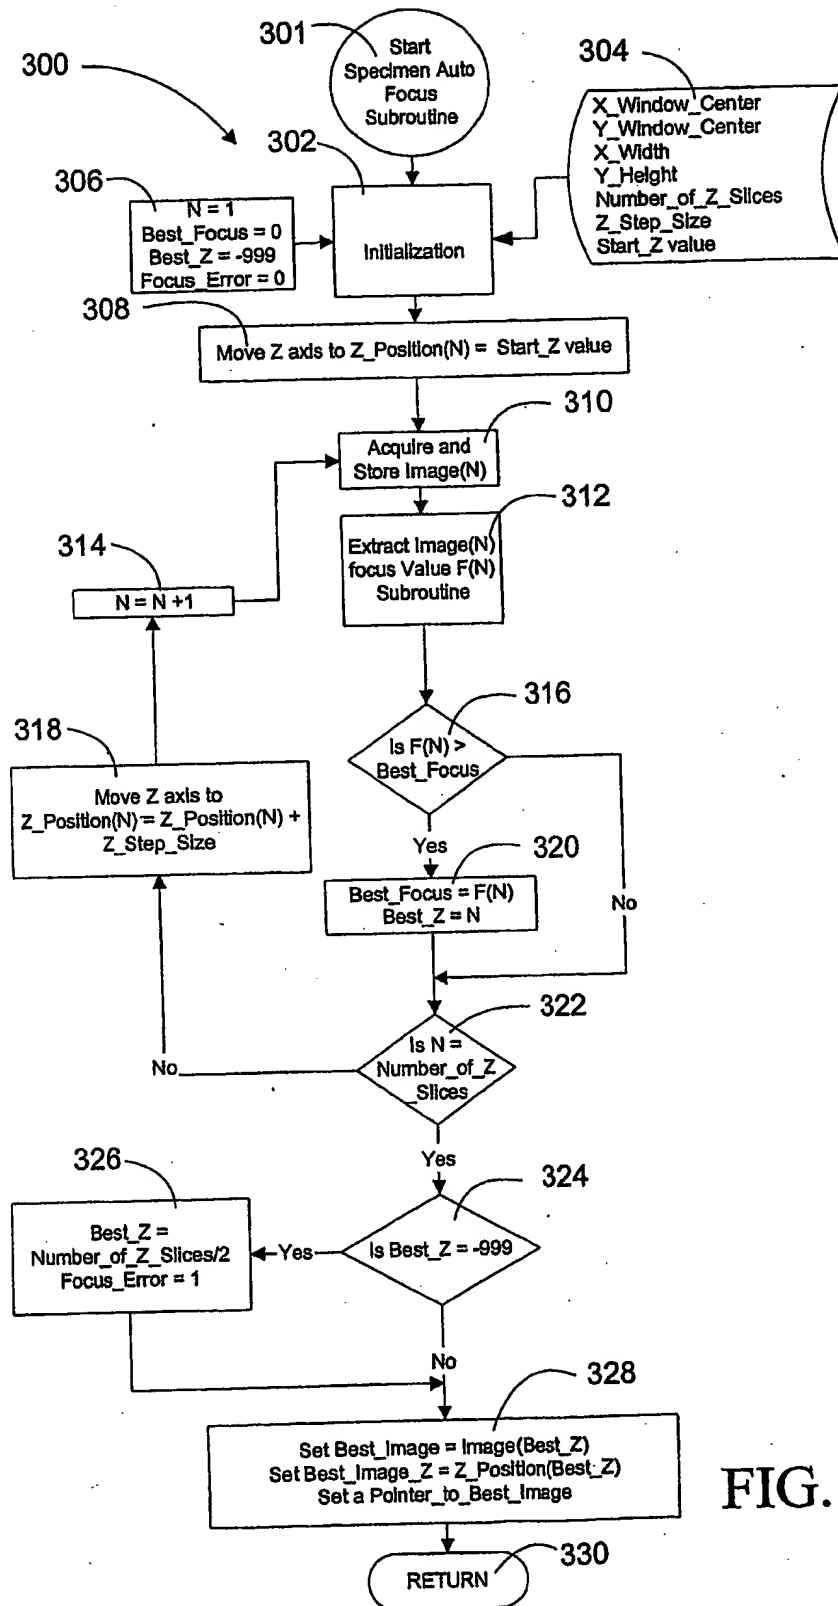 301
Start
Specimen Auto
Focus
Subroutine
300
304
X_Window_Center
Y_Window_Center
X_Width
Y_Height
Number_of_Z_Slices
Z_Step_Size
Start_Z value
302
Initialization
306
N = 1
Best_Focus = 0
Best_Z = -999
Focus_Error = 0
308
Move Z axis to Z_Position(N) = Start_Z value
310
Acquire and
Store Image(N)
312
Extract Image(N)
focus Value F(N)
Subroutine
314
N = N +1
316
Is F(N) >
Best_Focus
318
Move Z axis to
Z_Position(N) = Z_Position(N) +
Z_Step_Size
Yes
No
320
Best_Focus = F(N)
Best_Z = N
322
Is N =
Number_of_Z
_Slices
No
Yes
324
Is Best_Z = -999
326
Yes
Best_Z =
Number_of_Z_Slices/2
Focus_Error = 1
No
328
Set Best_Image = Image(Best_Z)
Set Best_Image_Z = Z_Position(Best_Z)
Set a Pointer_to_Best_Image
FIG.
330
RETURN